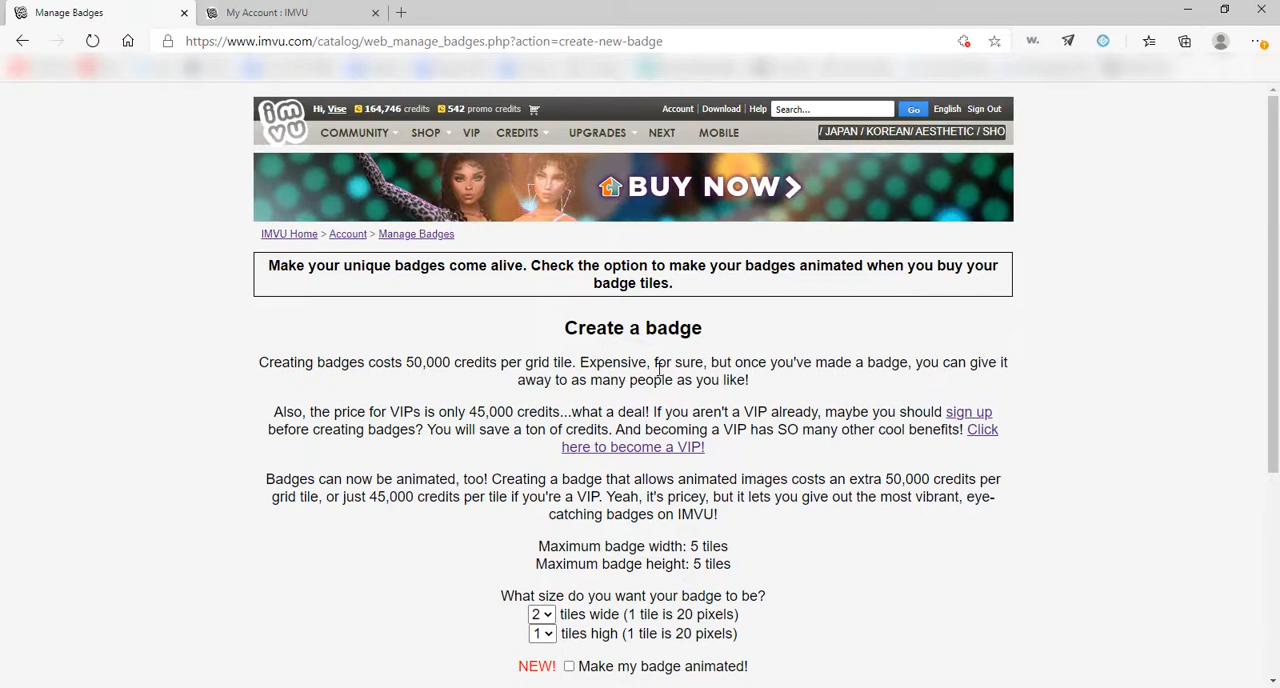 Manage Badges
My Account : IMVU
https://www.imvu.com/catalog/web_manage_badges.php?action=create-new-badge
w.
imvu
Hi, Vise 164,746 credits 542 promo credits Account Download Help Search... Go English Sign Out
COMMUNITY SHOP VIP CREDITS UPGRADES NEXT MOBILE / JAPAN / KOREAN/ AESTHETIC / SHO
BUY NOW
IMVU Home > Account > Manage Badges
Make your unique badges come alive. Check the option to make your badges animated when you buy your
badge tiles.
Create a badge
Creating badges costs 50,000 credits per grid tile. Expensive, for sure, but once you've made a badge, you can give it
away to as many people as you like!
Also, the price for VIPs is only 45,000 credits...what a deal! If you aren't a VIP already, maybe you should sign up
before creating badges? You will save a ton of credits. And becoming a VIP has SO many other cool benefits! Click
here to become a VIP!
Badges can now be animated, too! Creating a badge that allows animated images costs an extra 50,000 credits per
grid tile, or just 45,000 credits per tile if you're a VIP. Yeah, it's pricey, but it lets you give out the most vibrant, eye-
catching badges on IMVU!
Maximum badge width: 5 tiles
Maximum badge height: 5 tiles
What size do you want your badge to be?
2 tiles wide (1 tile is 20 pixels)
1 tiles high (1 tile is 20 pixels)
NEW! Make my badge animated!